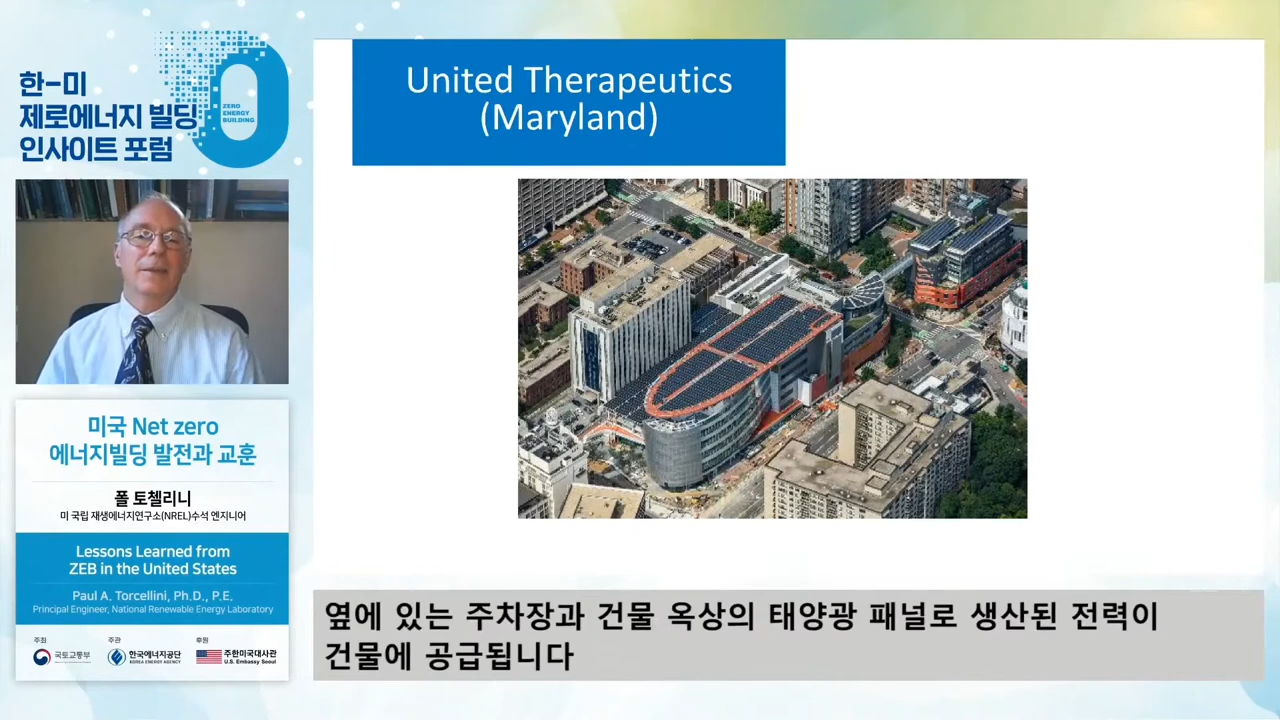 한-미
제로에너지 빌딩
인사이트 포럼
ZERO
ENERGY
BUILDING
United Therapeutics
(Maryland)
미국 Net zero
에너지빌딩 발전과 교훈
폴 토첼리니
미 국립 재생에너지연구소(NREL)수석 엔지니어
Lessons Learned from
ZEB in the United States
Paul A. Torcellini, Ph.D., P.E.
Principal Engineer, National Renewable Energy Laboratory
주최
주관
후원
국토교통부
한국에너지공단
KOREA ENERGY AGENCY
주한미국대사관
U.S. Embassy Seoul
옆에 있는 주차장과 건물 옥상의 태양광 패널로 생산된 전력이
건물에 공급됩니다